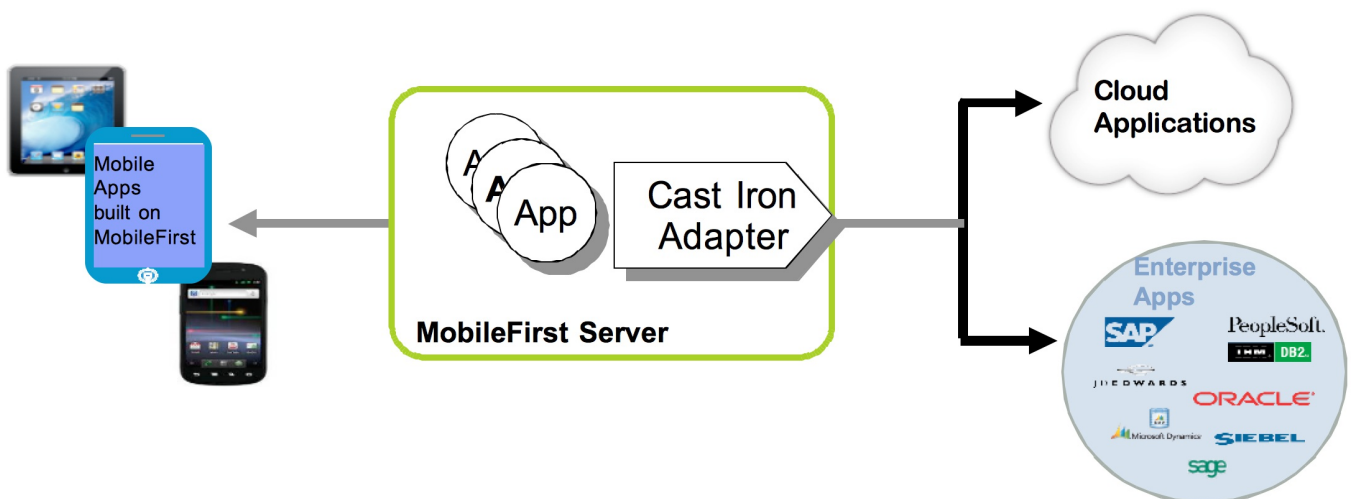 Mobile
Apps
built on
MobileFirst
A
A
App
Cast Iron
Adapter
MobileFirst Server
Cloud
Applications
Enterprise
Apps
SAP
PeopleSoft.
IBM. DB2.
JDEDWARDS
ORACLE
Microsoft Dynamics
SIEBEL
sage